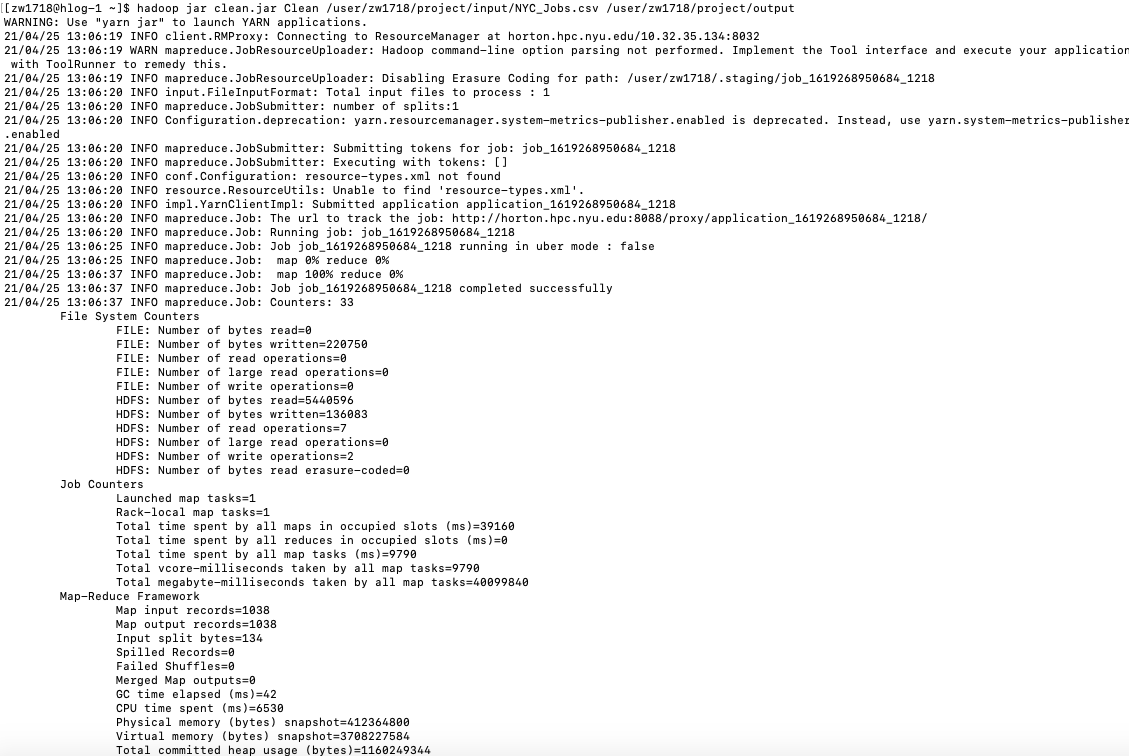 [[zw1718@hlog-1 ~]$ hadoop jar clean.jar Clean /user/zw1718/project/input/NYC_Jobs.csv /user/zw1718/project/output
WARNING: Use "yarn jar" to launch YARN applications.
21/04/25 13:06:19 INFO client.RMProxy: Connecting to ResourceManager at horton.hpc.nyu.edu/10.32.35.134:8032
21/04/25 13:06:19 WARN mapreduce.JobResourceUploader: Hadoop command-line option parsing not performed. Implement the Tool interface and execute your application
 with ToolRunner to remedy this.
21/04/25 13:06:19 INFO mapreduce.JobResourceUploader: Disabling Erasure Coding for path: /user/zw1718/.staging/job_1619268950684_1218
21/04/25 13:06:20 INFO input.FileInputFormat: Total input files to process : 1
21/04/25 13:06:20 INFO mapreduce.JobSubmitter: number of splits:1
21/04/25 13:06:20 INFO Configuration.deprecation: yarn.resourcemanager.system-metrics-publisher.enabled is deprecated. Instead, use yarn.system-metrics-publisher
.enabled
21/04/25 13:06:20 INFO mapreduce.JobSubmitter: Submitting tokens for job: job_1619268950684_1218
21/04/25 13:06:20 INFO mapreduce.JobSubmitter: Executing with tokens: []
21/04/25 13:06:20 INFO conf.Configuration: resource-types.xml not found
21/04/25 13:06:20 INFO resource.ResourceUtils: Unable to find 'resource-types.xml'.
21/04/25 13:06:20 INFO impl.YarnClientImpl: Submitted application application_1619268950684_1218
21/04/25 13:06:20 INFO mapreduce.Job: The url to track the job: http://horton.hpc.nyu.edu:8088/proxy/application_1619268950684_1218/
21/04/25 13:06:20 INFO mapreduce.Job: Running job: job_1619268950684_1218
21/04/25 13:06:25 INFO mapreduce.Job: Job job_1619268950684_1218 running in uber mode : false
21/04/25 13:06:25 INFO mapreduce.Job:  map 0% reduce 0%
21/04/25 13:06:37 INFO mapreduce.Job:  map 100% reduce 0%
21/04/25 13:06:37 INFO mapreduce.Job: Job job_1619268950684_1218 completed successfully
21/04/25 13:06:37 INFO mapreduce.Job: Counters: 33
File System Counters
FILE: Number of bytes read=0
FILE: Number of bytes written=220750
FILE: Number of read operations=0
FILE: Number of large read operations=0
FILE: Number of write operations=0
HDFS: Number of bytes read=5440596
HDFS: Number of bytes written=136083
HDFS: Number of read operations=7
HDFS: Number of large read operations=0
HDFS: Number of write operations=2
HDFS: Number of bytes read erasure-coded=0
Job Counters
Launched map tasks=1
Rack-local map tasks=1
Total time spent by all maps in occupied slots (ms)=39160
Total time spent by all reduces in occupied slots (ms)=0
Total time spent by all map tasks (ms)=9790
Total vcore-milliseconds taken by all map tasks=9790
Total megabyte-milliseconds taken by all map tasks=40099840
Map-Reduce Framework
Map input records=1038
Map output records=1038
Input split bytes=134
Spilled Records=0
Failed Shuffles=0
Merged Map outputs=0
GC time elapsed (ms)=42
CPU time spent (ms)=6530
Physical memory (bytes) snapshot=412364800
Virtual memory (bytes) snapshot=3708227584
Total committed heap usage (bytes)=1160249344